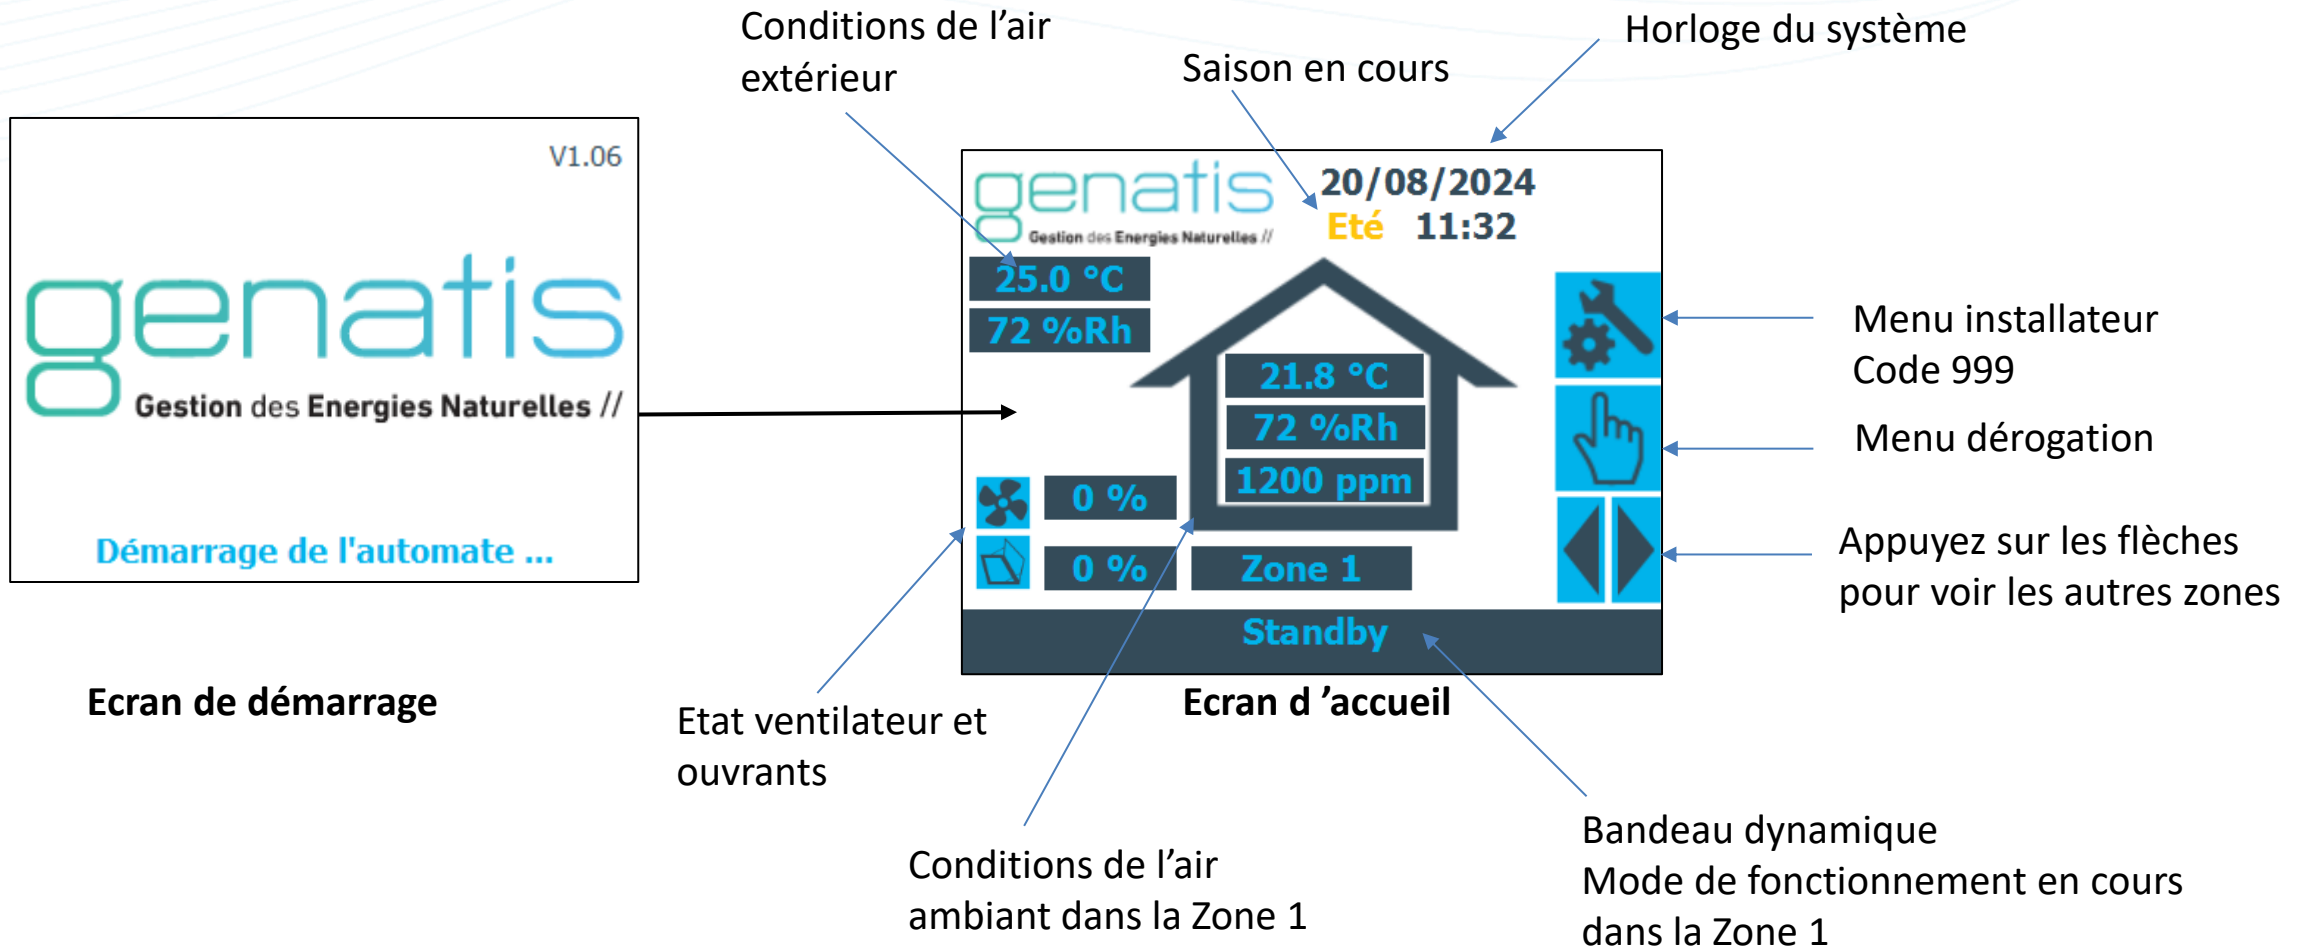 Conditions de l’air
extérieur
Saison en cours
Horloge du système
V1.06
genatis
Gestion des Energies Naturelles //
Démarrage de l'automate ...
Ecran de démarrage
genatis
Gestion des Energies Naturelles //
20/08/2024
Eté 11:32
25.0 °C
72 %Rh
21.8 °C
72 %Rh
1200 ppm
0 %
0 %
Zone 1
Standby
Ecran d ’accueil
Menu installateur
Code 999
Menu dérogation
Appuyez sur les flèches
pour voir les autres zones
Etat ventilateur et
ouvrants
Conditions de l’air
ambiant dans la Zone 1
Bandeau dynamique
Mode de fonctionnement en cours
dans la Zone 1